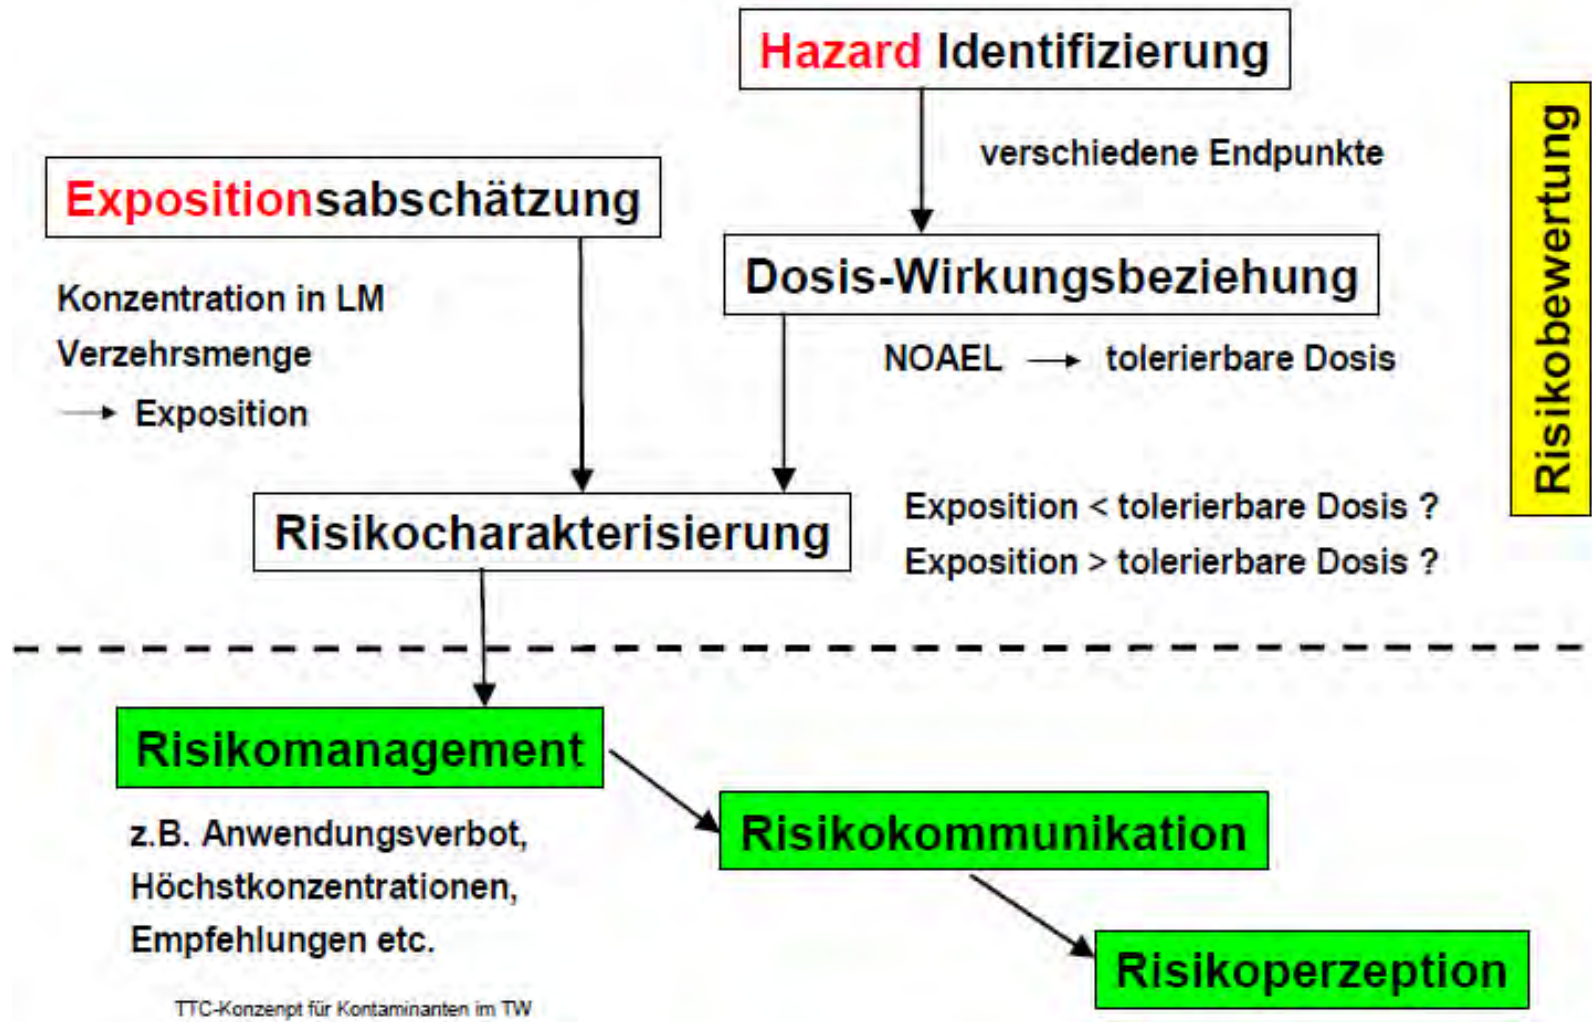 Hazard Identifizierung
verschiedene Endpunkte
Expositionsabschätzung
Dosis-Wirkungsbeziehung
Konzentration in LM
Verzehrsmenge
→ Exposition
NOAEL → tolerierbare Dosis
Risikobewertung
Risikocharakterisierung
Exposition < tolerierbare Dosis ?
Exposition > tolerierbare Dosis ?
Risikomanagement
z.B. Anwendungsverbot,
Höchstkonzentrationen,
Empfehlungen etc.
Risikokommunikation
Risikoperzeption
TTC-Konzenpt für Kontaminanten im TW